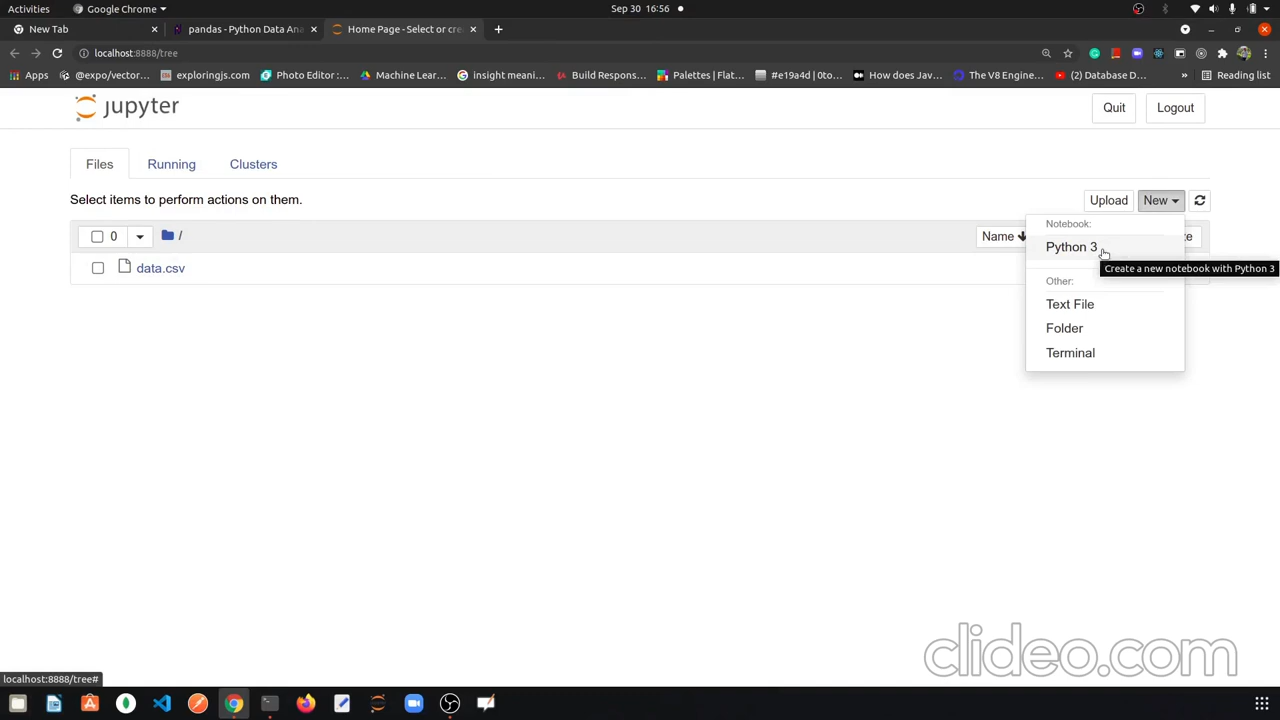 Activities
Google Chrome
Sep 30 16:56
New Tab
pandas - Python Data Ana
Home Page - Select or cre
localhost:8888/tree
Apps
@expo/vector...
exploringjs.com
Photo Editor :...
Machine Lear...
insight meani...
Build Respons...
Palettes | Flat...
#e19a4d | 0to...
How does Jav...
The V8 Engine...
(2) Database D...
»
Reading list
jupyter
Quit
Logout
Files
Running
Clusters
Select items to perform actions on them.
Upload
New
0
/
Name
te
data.csv
Notebook:
Python 3
Create a new notebook with Python 3
Other:
Text File
Folder
Terminal
clideo.com
localhost:8888/tree#